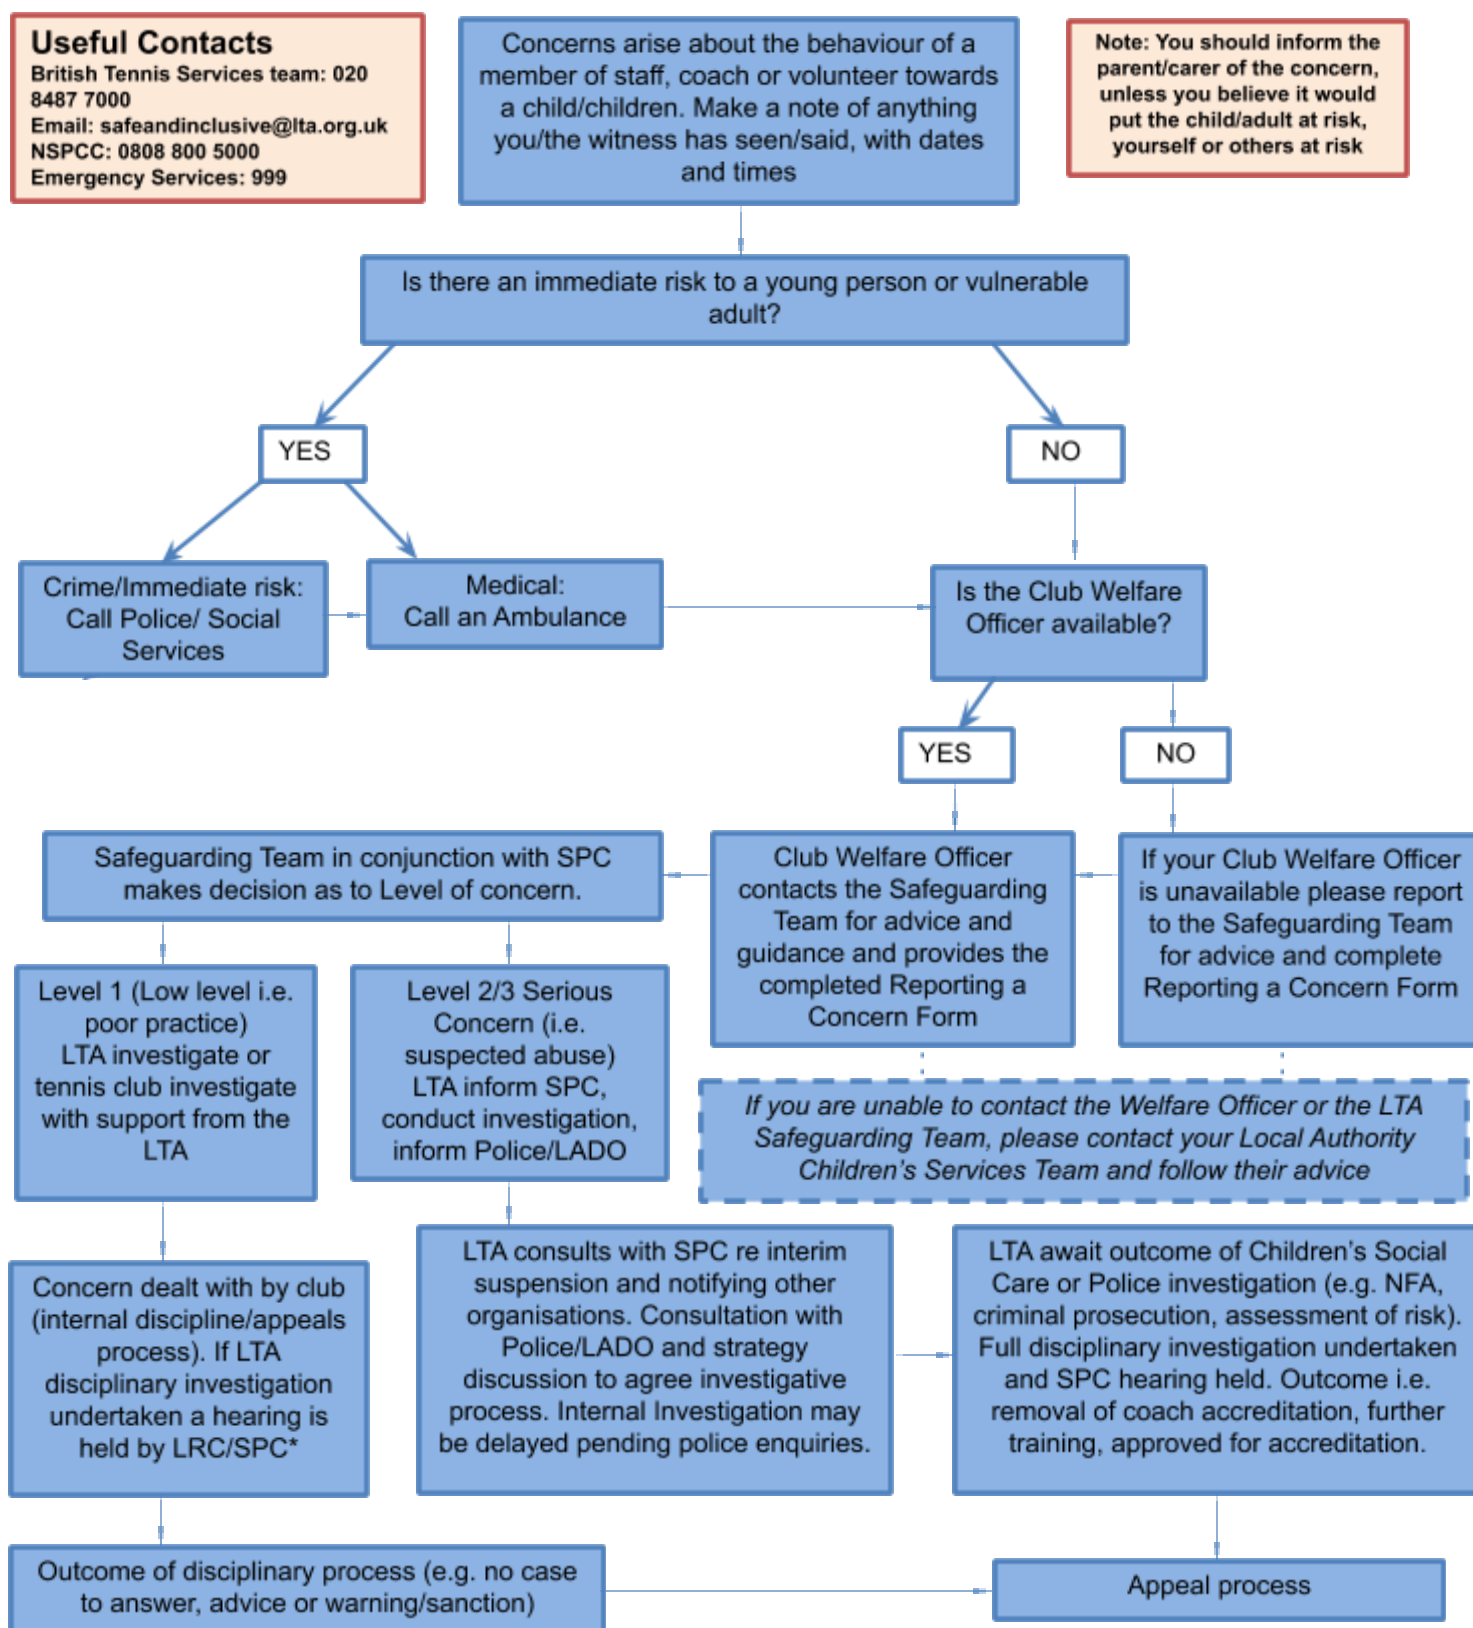 Useful Contacts
British Tennis Services team: 020
8487 7000
Email: safeandinclusive@lta.org.uk
NSPCC: 0808 800 5000
Emergency Services: 999
Concerns arise about the behaviour of a
member of staff, coach or volunteer towards
a child/children. Make a note of anything
you/the witness has seen/said, with dates
and times
Note: You should inform the
parent/carer of the concern,
unless you believe it would
put the child/adult at risk,
yourself or others at risk
Is there an immediate risk to a young person or vulnerable
adult?
YES
NO
Crime/Immediate risk:
Call Police/ Social
Services
Medical:
Call an Ambulance
Is the Club Welfare
Officer available?
YES
NO
Safeguarding Team in conjunction with SPC
makes decision as to Level of concern.
Club Welfare Officer
contacts the Safeguarding
Team for advice and
guidance and provides the
completed Reporting a
Concern Form
If your Club Welfare Officer
is unavailable please report
to the Safeguarding Team
for advice and complete
Reporting a Concern Form
Level 1 (Low level i.e.
poor practice)
LTA investigate or
tennis club investigate
with support from the
LTA
Level 2/3 Serious
Concern (i.e.
suspected abuse)
LTA inform SPC,
conduct investigation,
inform Police/LADO
If you are unable to contact the Welfare Officer or the LTA
Safeguarding Team, please contact your Local Authority
Children's Services Team and follow their advice
Concern dealt with by club
(internal discipline/appeals
process). If LTA
disciplinary investigation
undertaken a hearing is
held by LRC/SPC*
LTA consults with SPC re interim
suspension and notifying other
organisations. Consultation with
Police/LADO and strategy
discussion to agree investigative
process. Internal Investigation may
be delayed pending police enquiries.
LTA await outcome of Children's Social
Care or Police investigation (e.g. NFA,
criminal prosecution, assessment of risk).
Full disciplinary investigation undertaken
and SPC hearing held. Outcome i.e.
removal of coach accreditation, further
training, approved for accreditation.
Outcome of disciplinary process (e.g. no case
to answer, advice or warning/sanction)
Appeal process